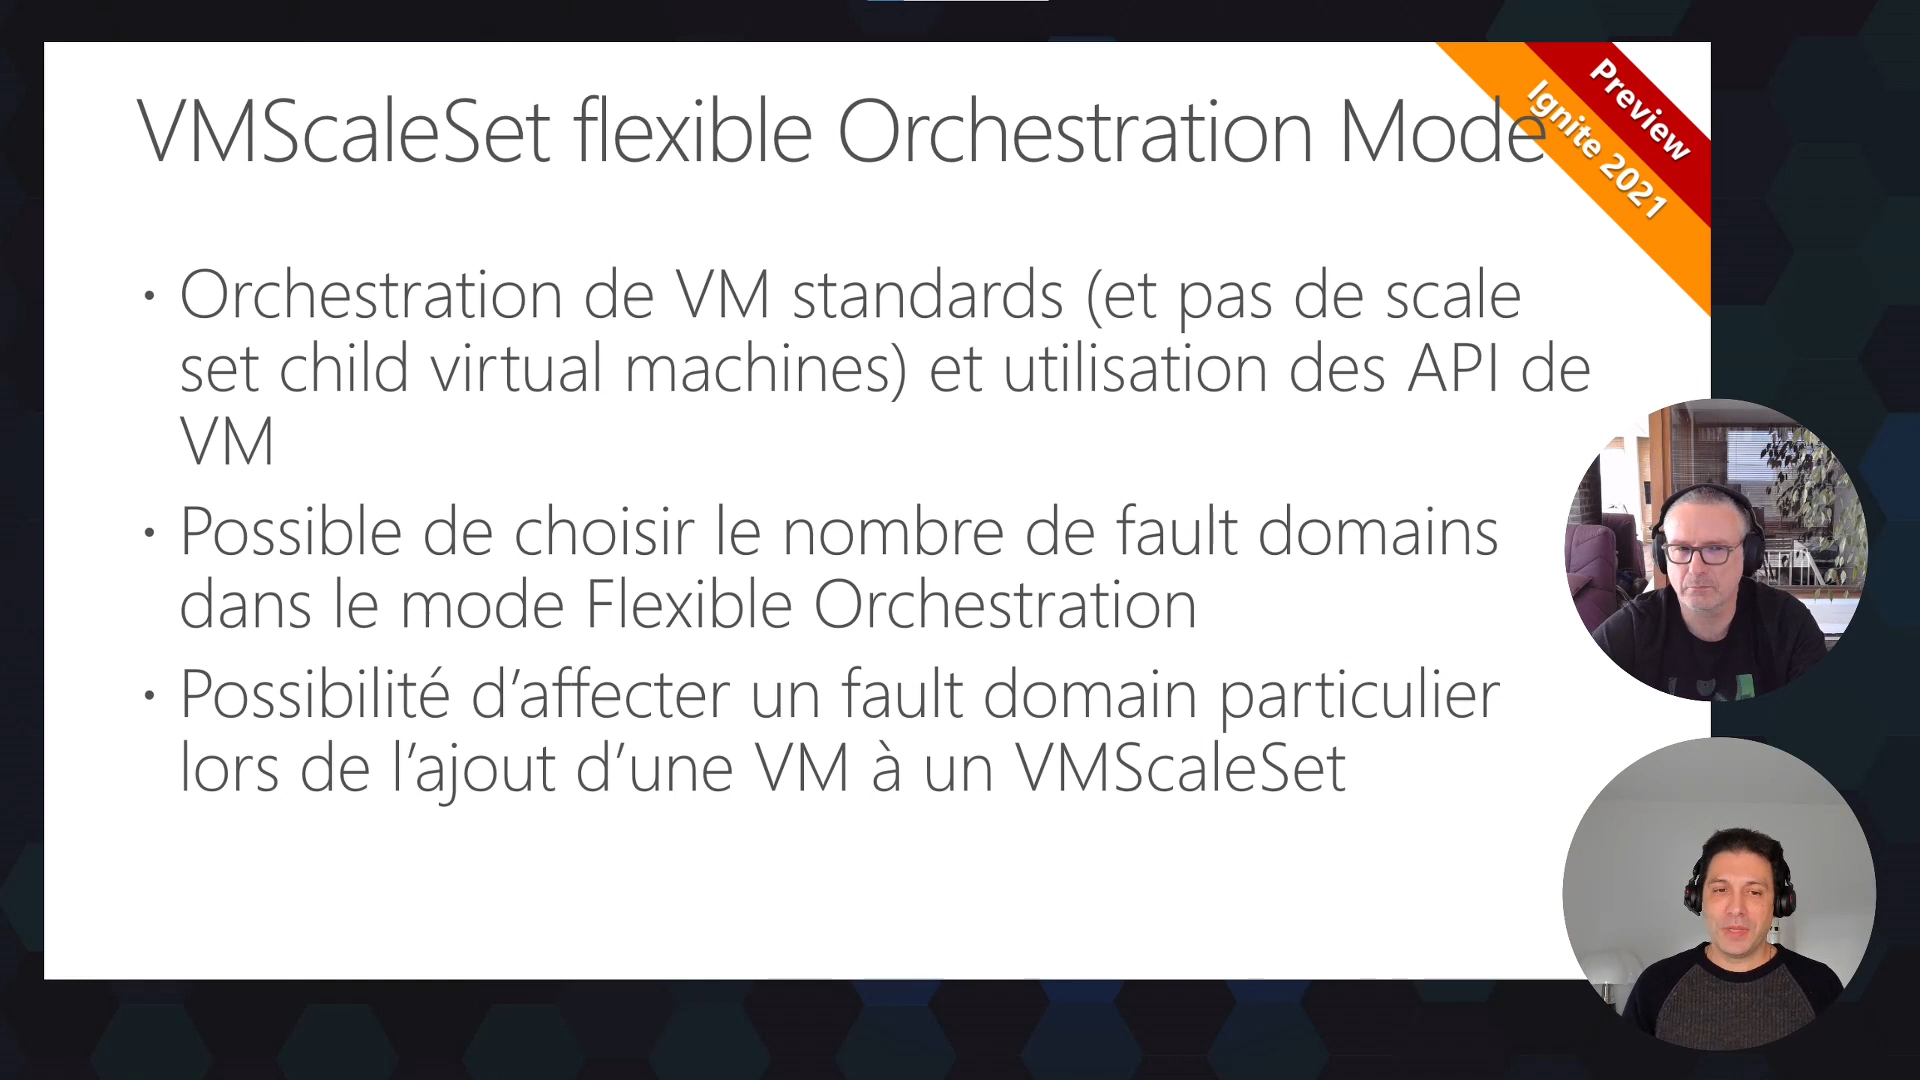 VMScaleSet flexible Orchestration Mode
Preview
Ignite 2021
• Orchestration de VM standards (et pas de scale
set child virtual machines) et utilisation des API de
VM
• Possible de choisir le nombre de fault domains
dans le mode Flexible Orchestration
• Possibilité d’affecter un fault domain particulier
lors de l’ajout d’une VM à un VMScaleSet